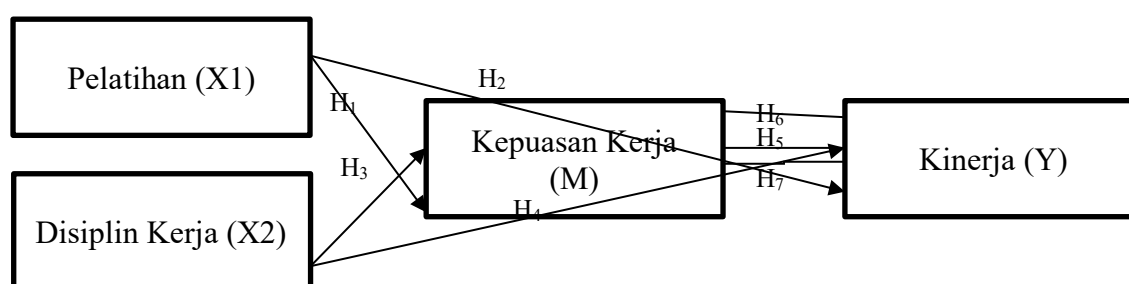 Pelatihan (X1)
H₂
H₁
H₆
Kepuasan Kerja
(M)
H₅
H₃
Kinerja (Y)
H₇
H₄
Disiplin Kerja (X2)